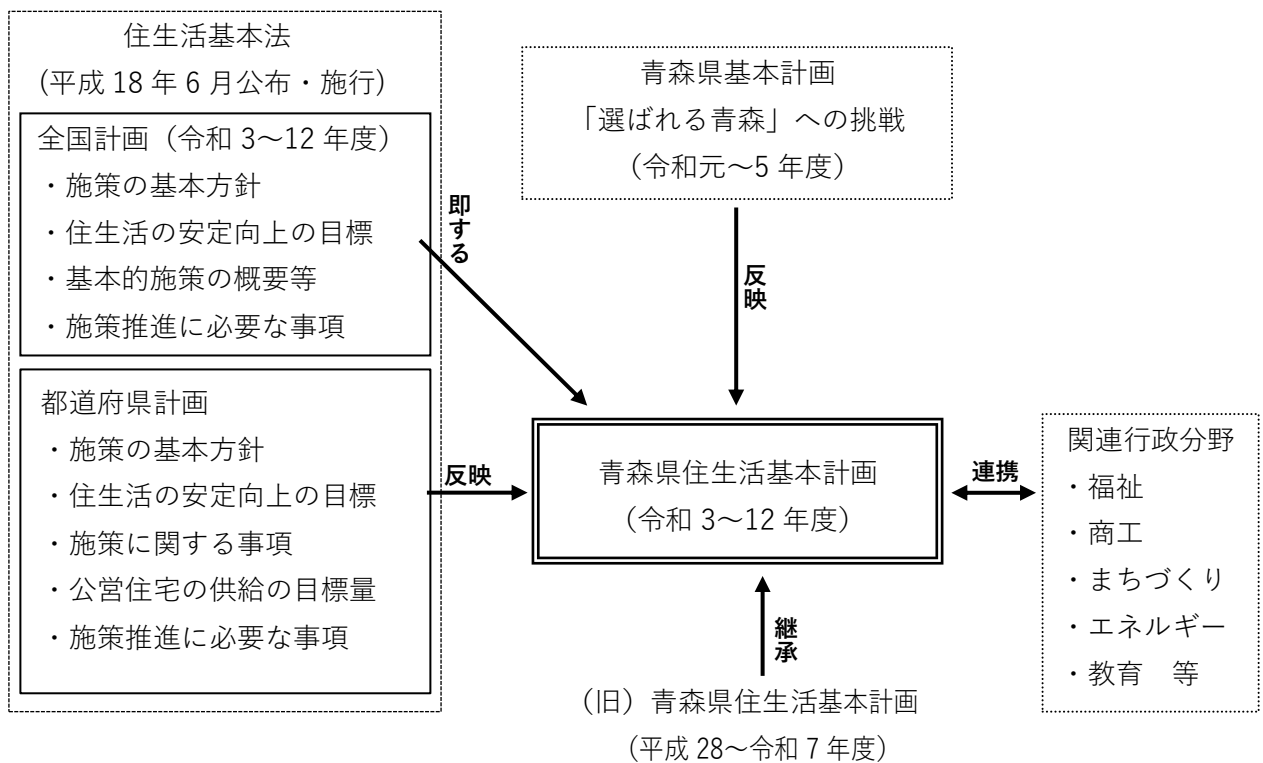 住生活基本法
（平成 18 年 6 月公布・施行）
全国計画（令和 3～12 年度）
・施策の基本方針
・住生活の安定向上の目標
・基本的施策の概要等
・施策推進に必要な事項
都道府県計画
・施策の基本方針
・住生活の安定向上の目標
・施策に関する事項
・公営住宅の供給の目標量
・施策推進に必要な事項
即する
反映
青森県基本計画
「選ばれる青森」への挑戦
（令和元～5 年度）
反映
青森県住生活基本計画
（令和 3～12 年度）
連携
関連行政分野
・福祉
・商工
・まちづくり
・エネルギー
・教育　等
継承
（旧）青森県住生活基本計画
（平成 28～令和 7 年度）